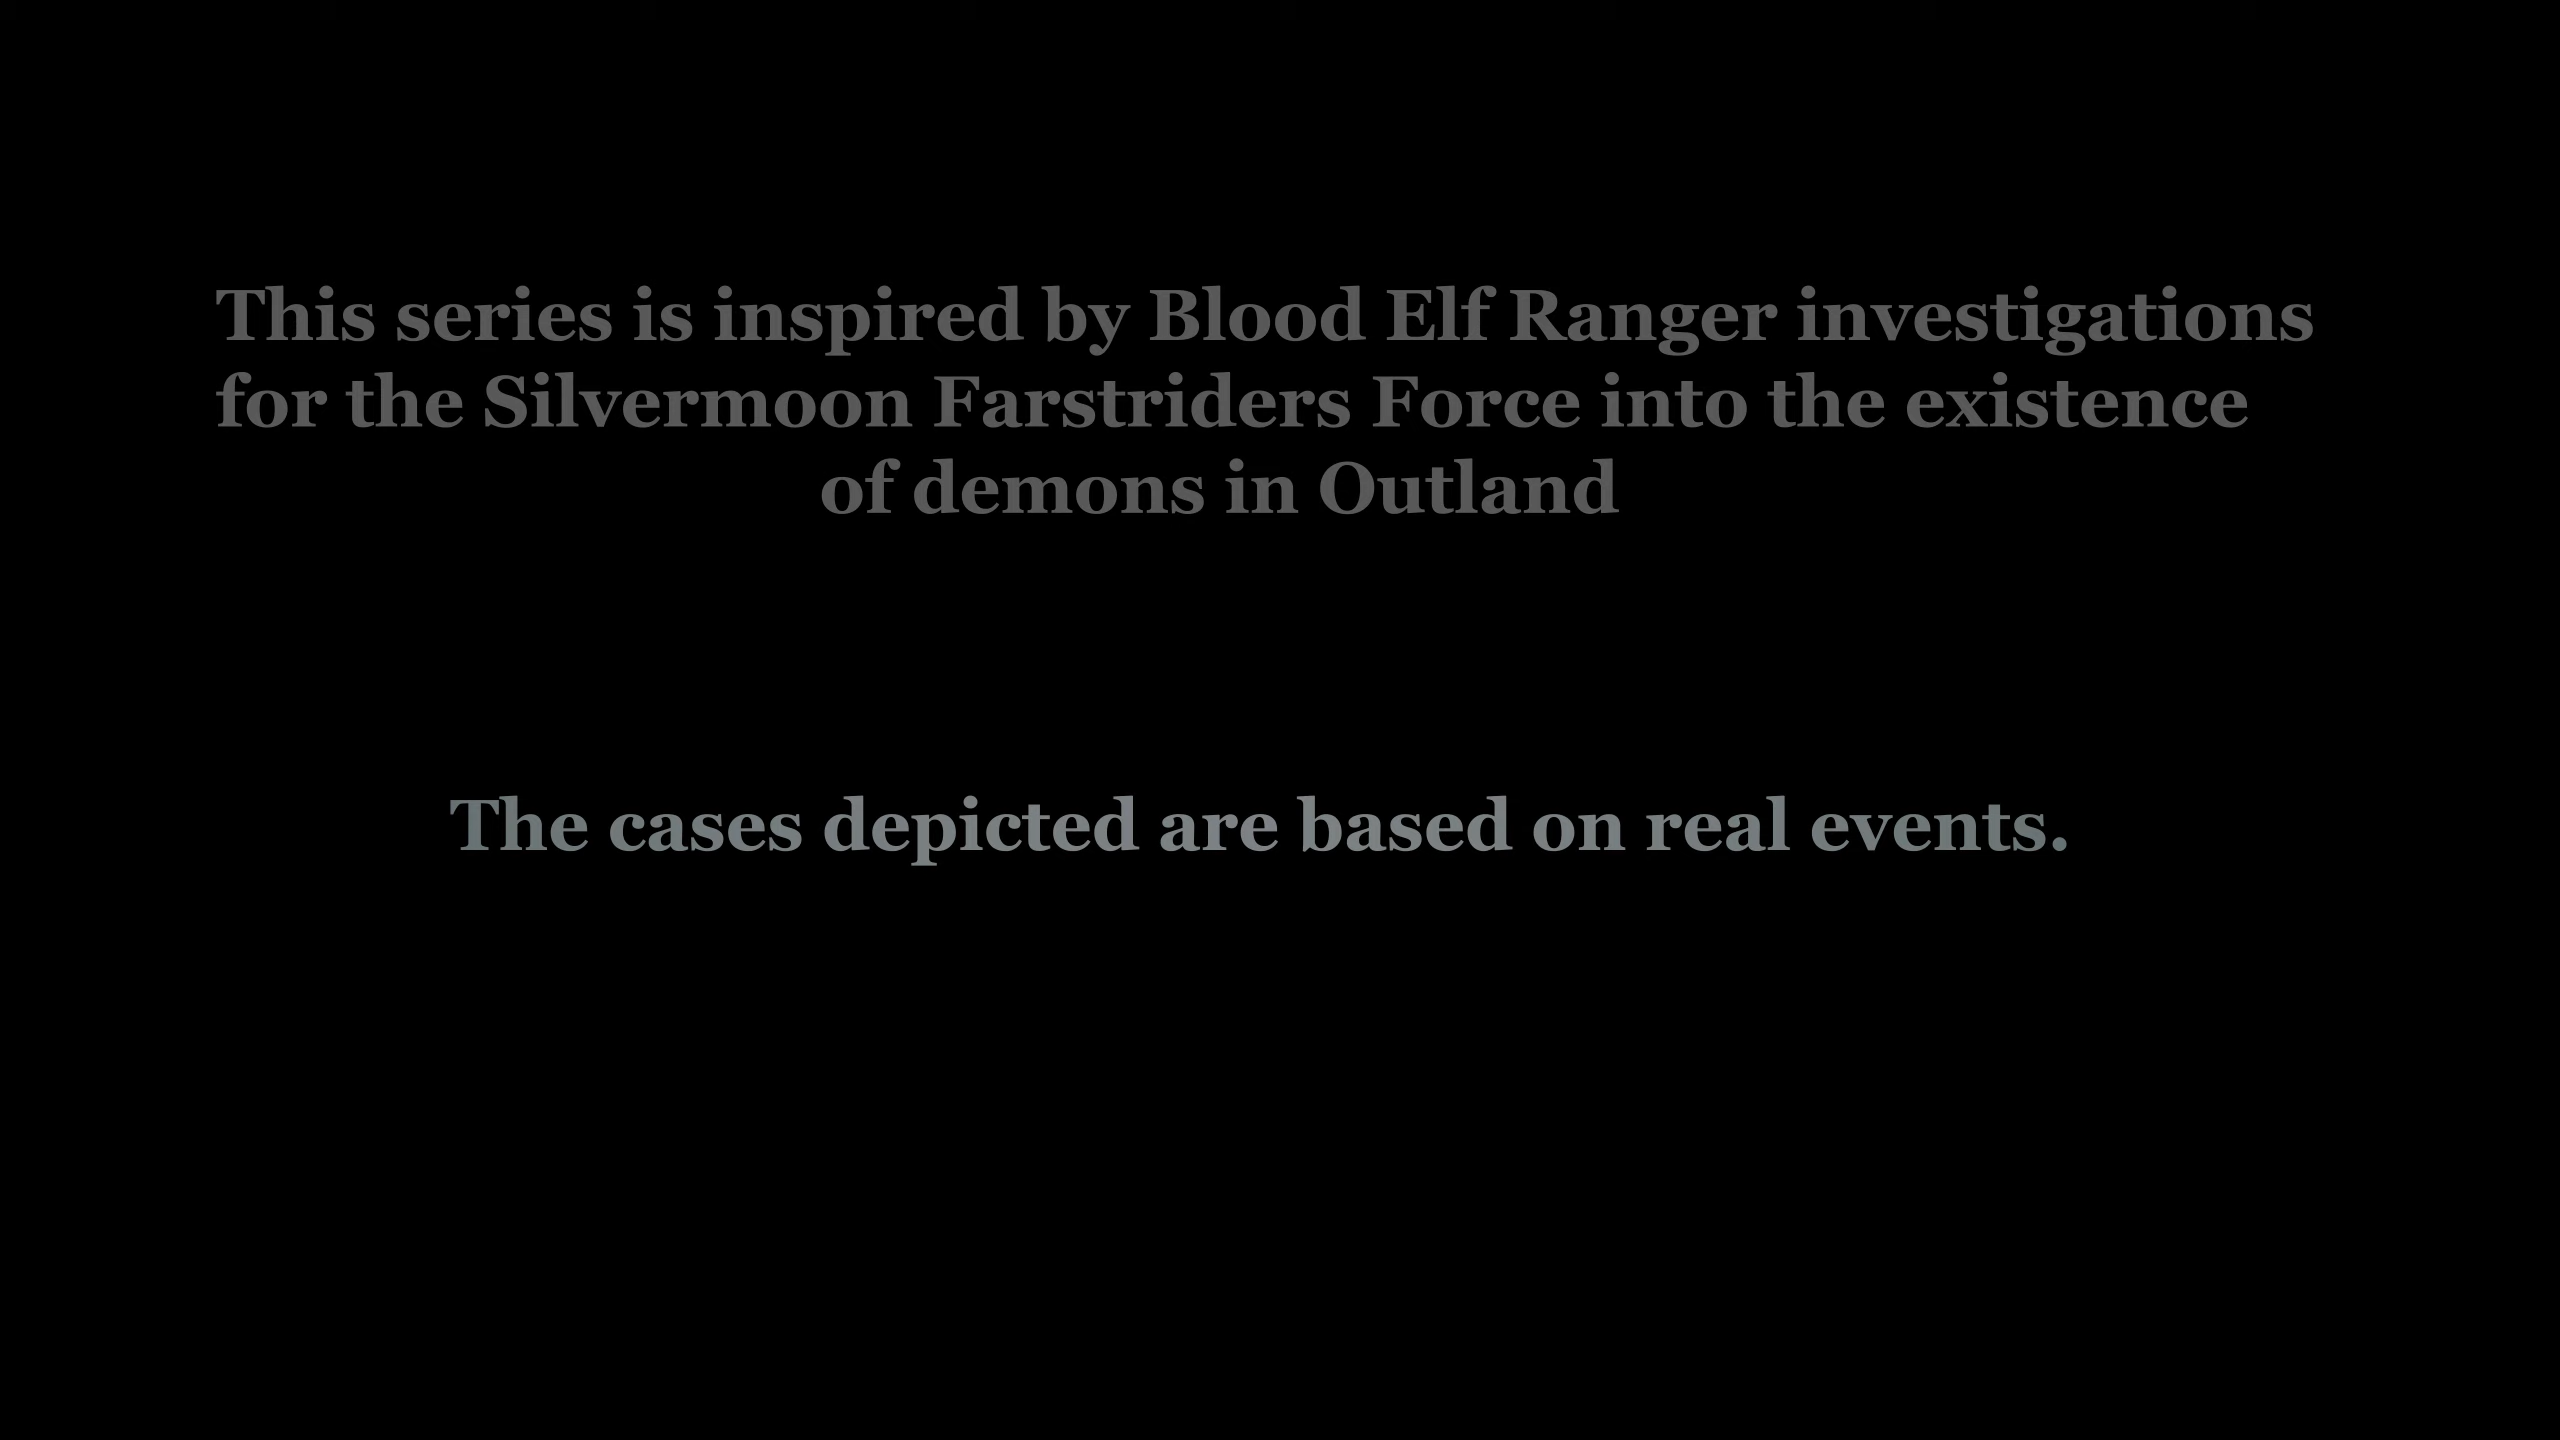 This series is inspired by Blood Elf Ranger investigations
for the Silvermoon Farstriders Force into the existence
of demons in Outland
The cases depicted are based on real events.